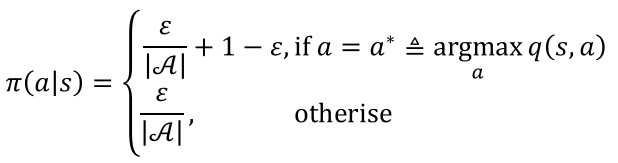 π(a|s) = { ε/|𝒜| + 1 − ε, if a = a* ≜ argmax_a q(s, a)
ε/|𝒜|, otherise